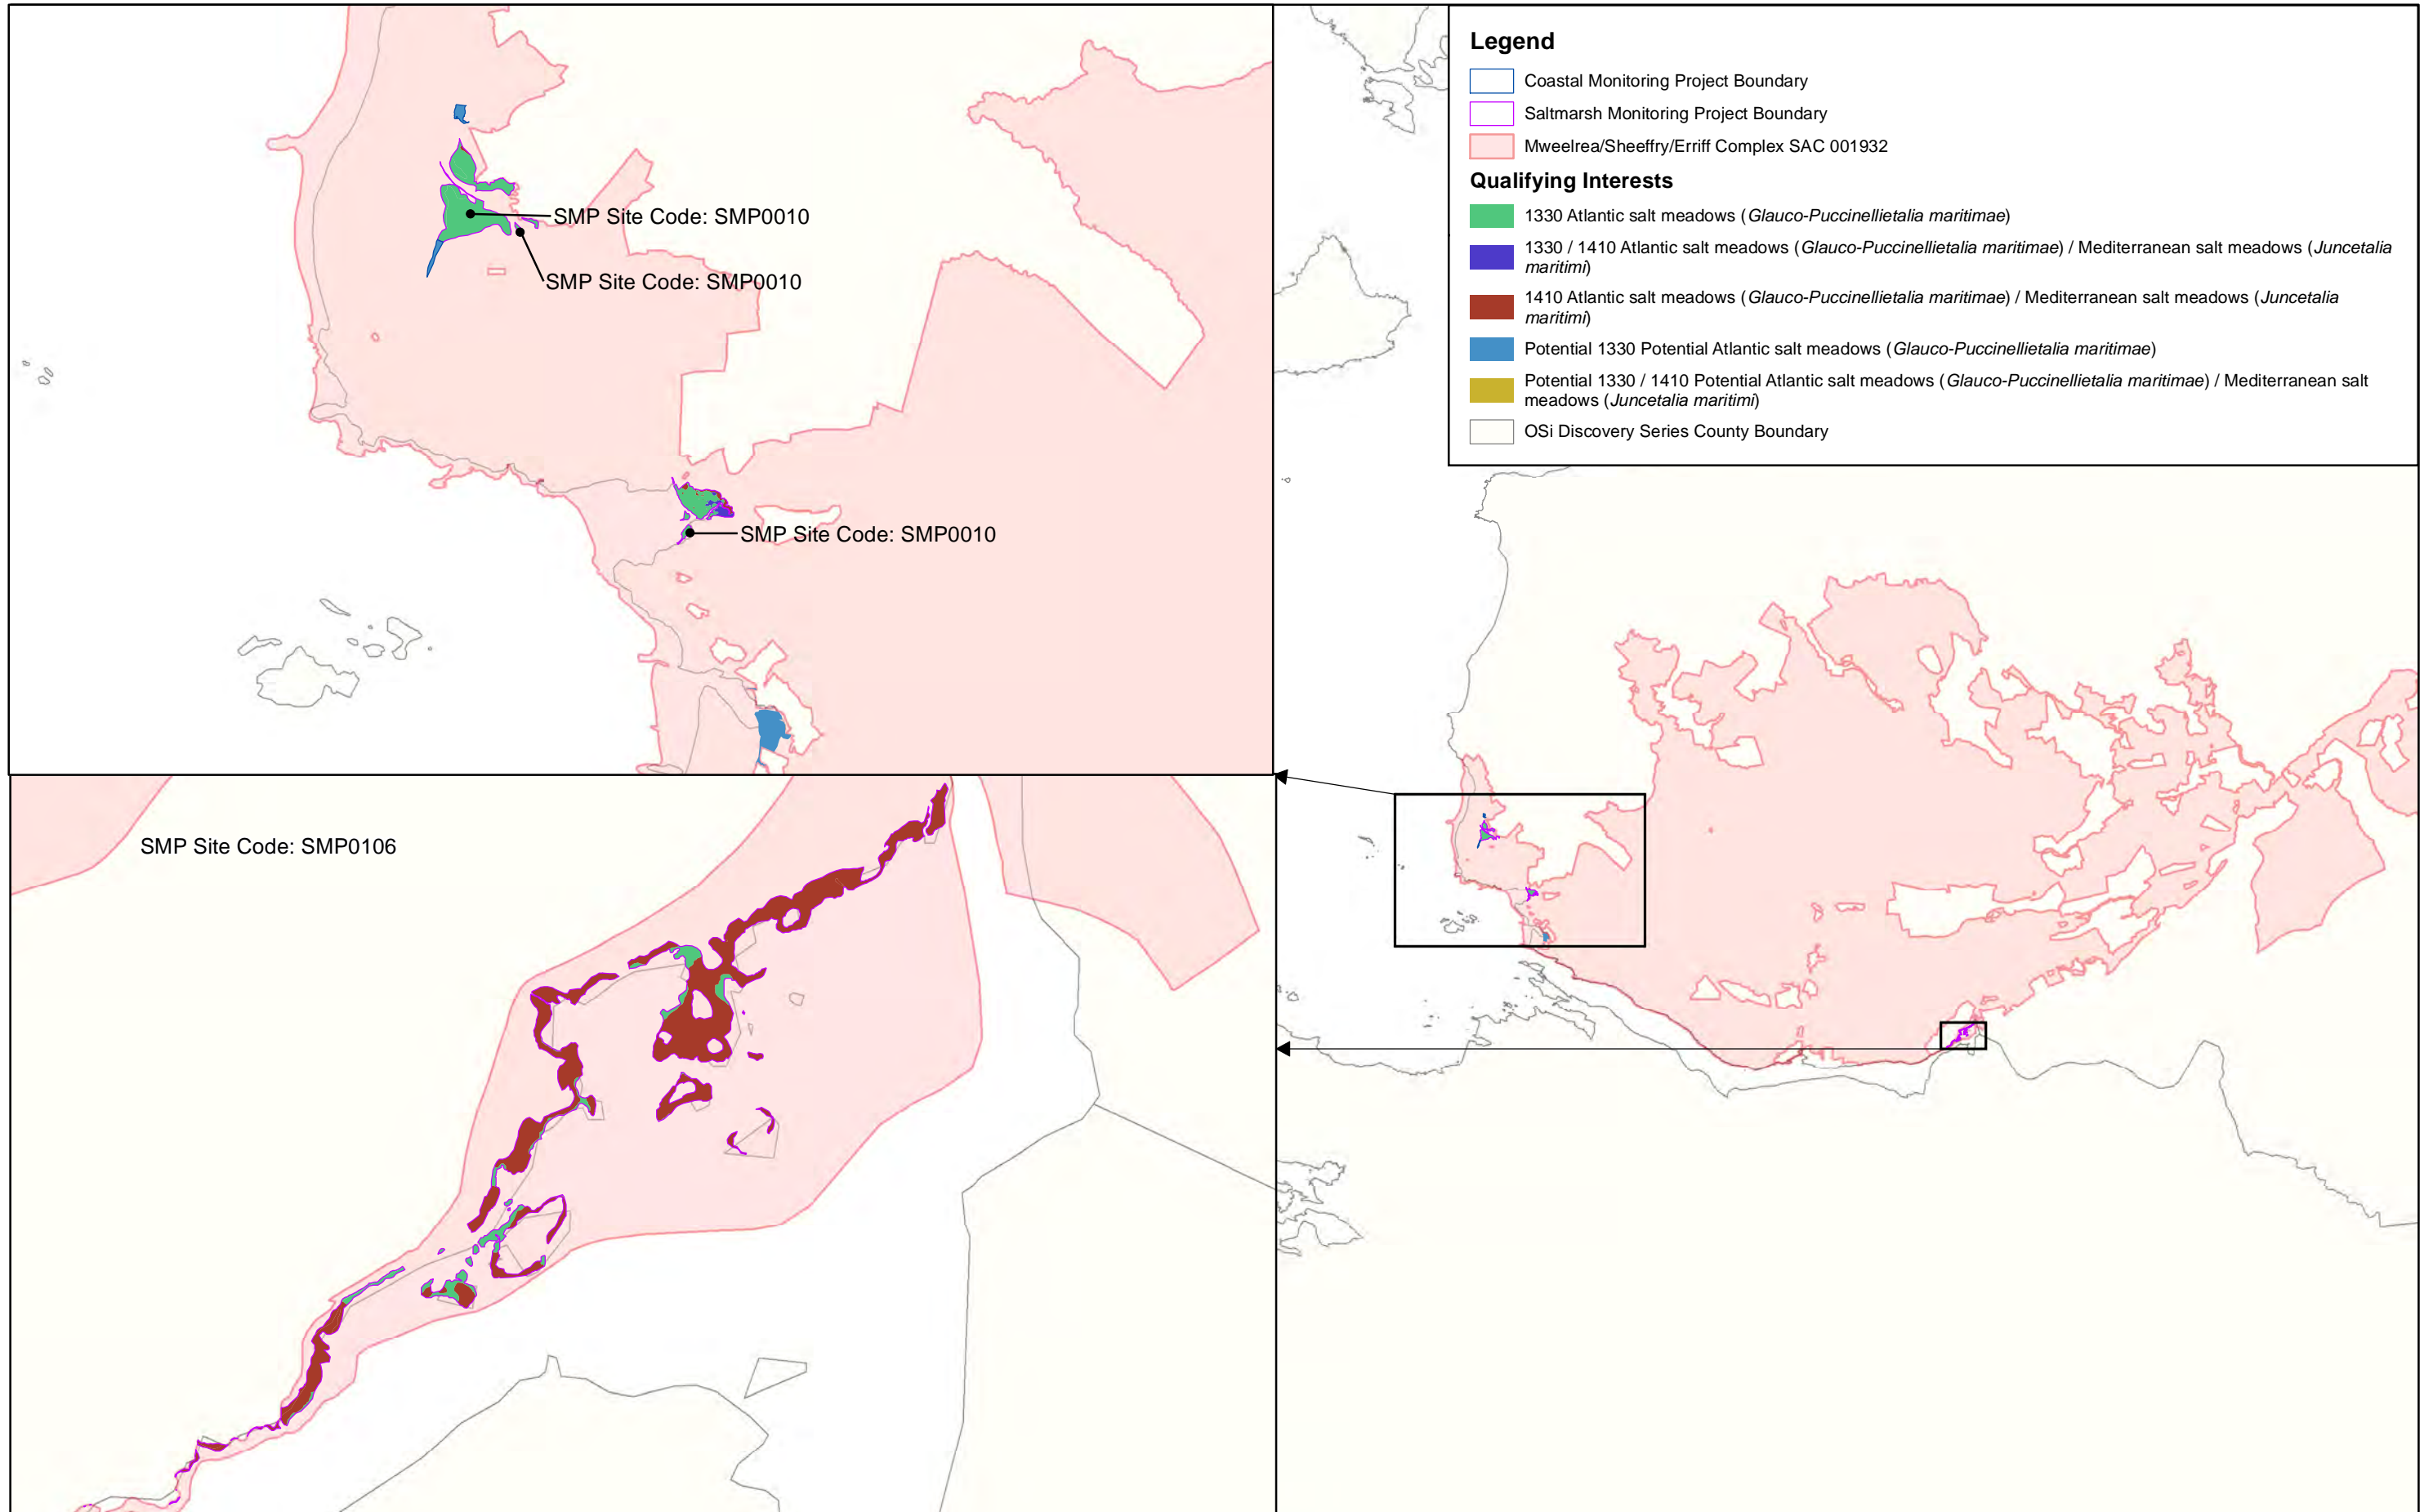 SMP Site Code: SMP0010
SMP Site Code: SMP0010
SMP Site Code: SMP0010
SMP Site Code: SMP0106
Legend
Coastal Monitoring Project Boundary
Saltmarsh Monitoring Project Boundary
Mweelrea/Sheeffry/Erriff Complex SAC 001932
Qualifying Interests
1330 Atlantic salt meadows (Glauco-Puccinellietalia maritimae)
1330 / 1410 Atlantic salt meadows (Glauco-Puccinellietalia maritimae) / Mediterranean salt meadows (Juncetalia
maritimi)
1410 Atlantic salt meadows (Glauco-Puccinellietalia maritimae) / Mediterranean salt meadows (Juncetalia
maritimi)
Potential 1330 Potential Atlantic salt meadows (Glauco-Puccinellietalia maritimae)
Potential 1330 / 1410 Potential Atlantic salt meadows (Glauco-Puccinellietalia maritimae) / Mediterranean salt
meadows (Juncetalia maritimi)
OSi Discovery Series County Boundary